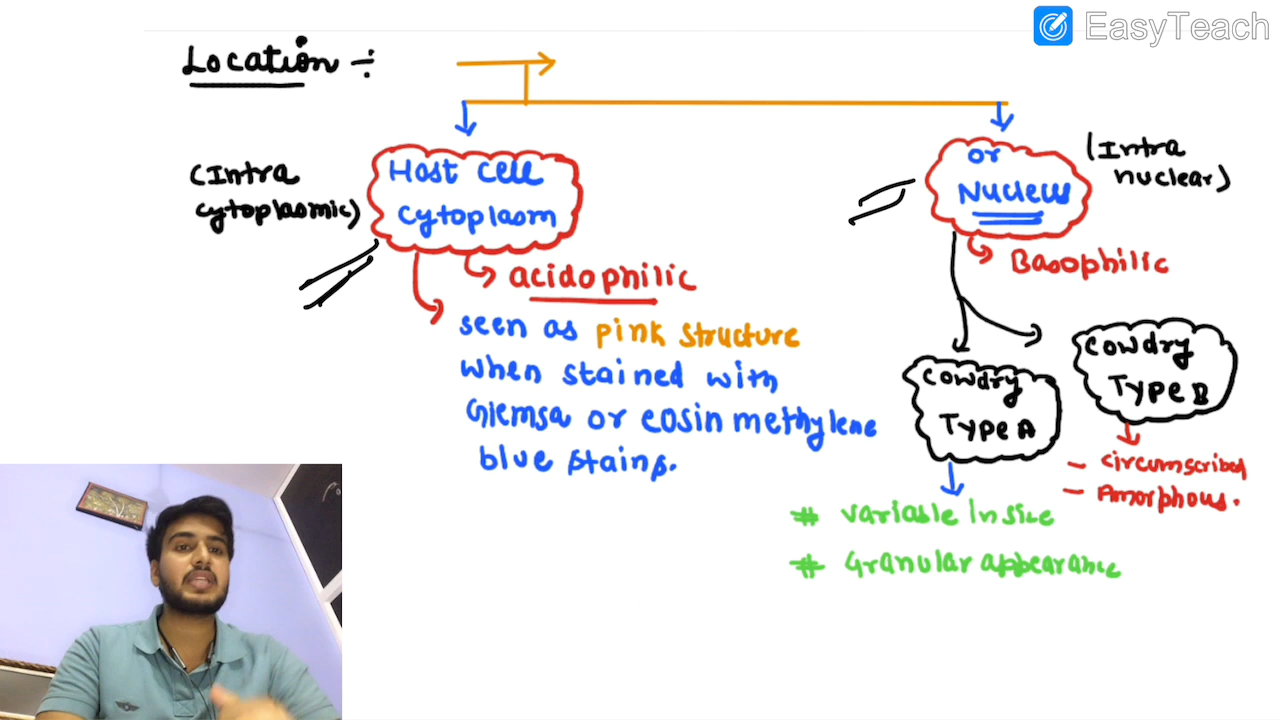 EasyTeach
Location ÷
(Intra
cytoplasmic)
Host cell
cytoplasm
or
Nucleus
(Intra
nuclear)
acidophilic
Basophilic
seen as pink structure
when stained with
Giemsa or eosin methylene
blue stains.
cowdry
Type A
cowdry
Type B
- circumscribed
- Amorphous.
# variable in size
# Granular appearance